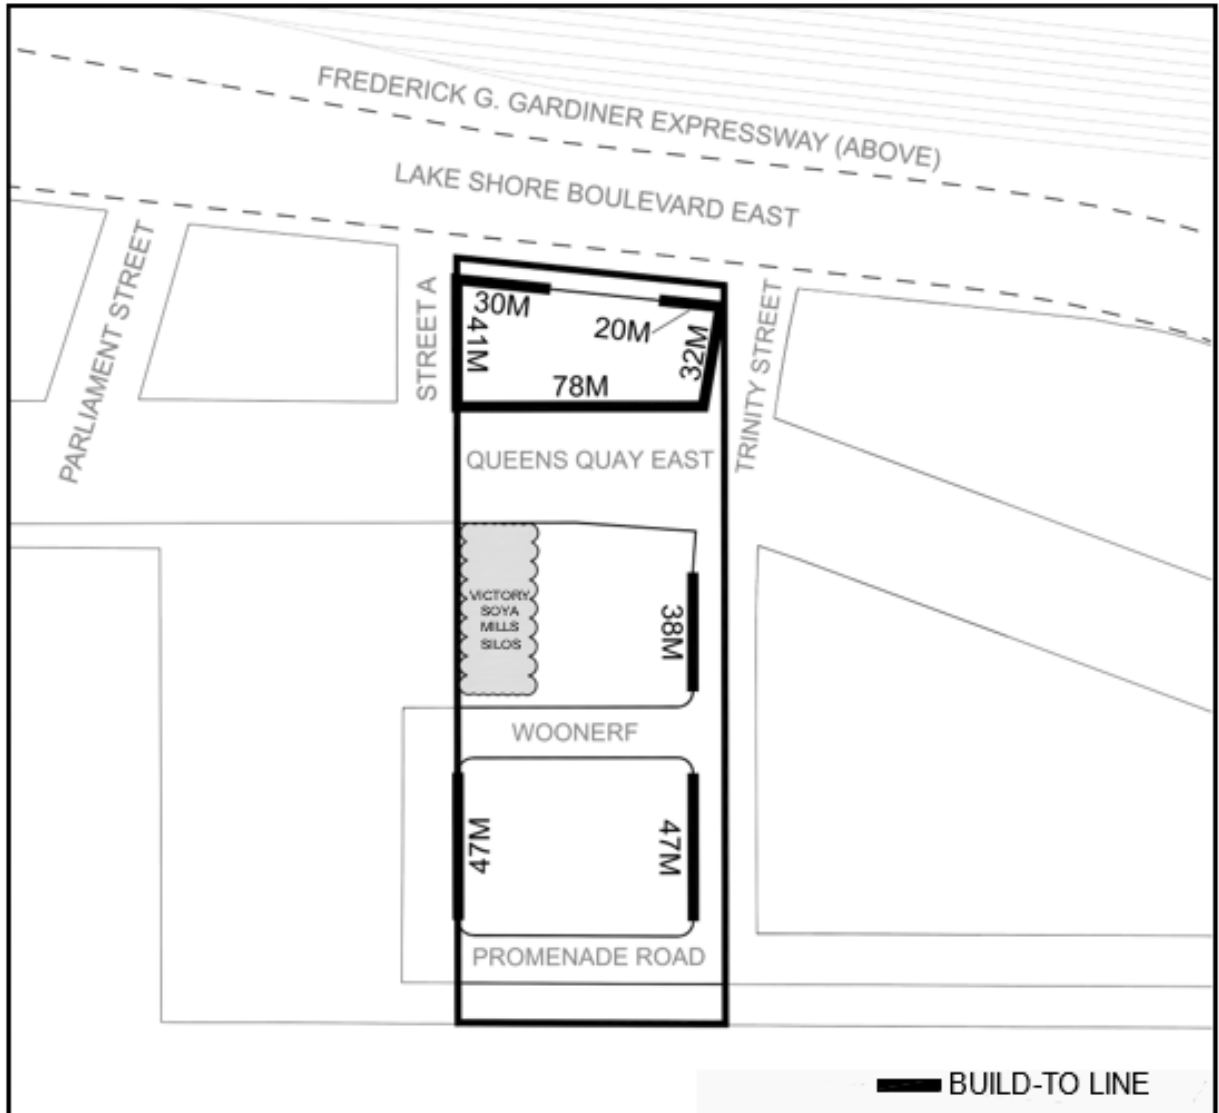 FREDERICK G. GARDINER EXPRESSWAY (ABOVE)
LAKE SHORE BOULEVARD EAST
PARLIAMENT STREET
STREET A
TRINITY STREET
30M
20M
41M
32M
78M
QUEENS QUAY EAST
VICTORY
SOYA
MILLS
SILOS
38M
WOONERF
47M
47M
PROMENADE ROAD
BUILD-TO LINE